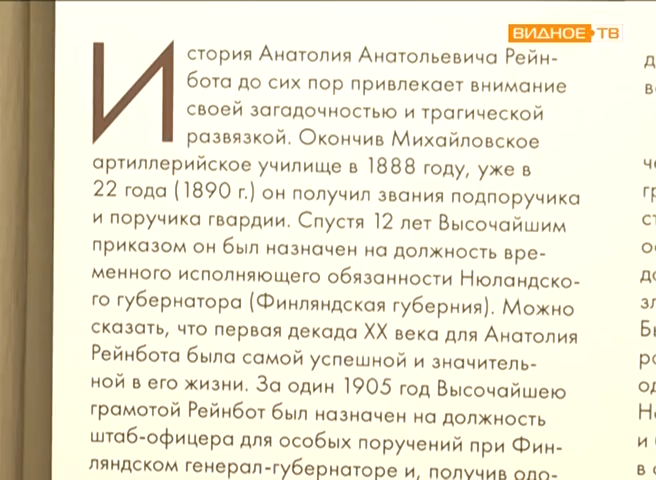 ВИДНОЕ ТВ
История Анатолия Анатольевича Рейн-
бота до сих пор привлекает внимание
своей загадочностью и трагической
развязкой. Окончив Михайловское
артиллерийское училище в 1888 году, уже в
22 года (1890 г.) он получил звания подпоручика
и поручика гвардии. Спустя 12 лет Высочайшим
приказом он был назначен на должность вре-
менного исполняющего обязанности Нюландско-
го губернатора (Финляндская губерния). Можно
сказать, что первая декада XX века для Анатолия
Рейнбота была самой успешной и значитель-
ной в его жизни. За один 1905 год Высочайшею
грамотой Рейнбот был назначен на должность
штаб-офицера для особых поручений при Фин-
ляндском генерал-губернаторе и, получив одо-